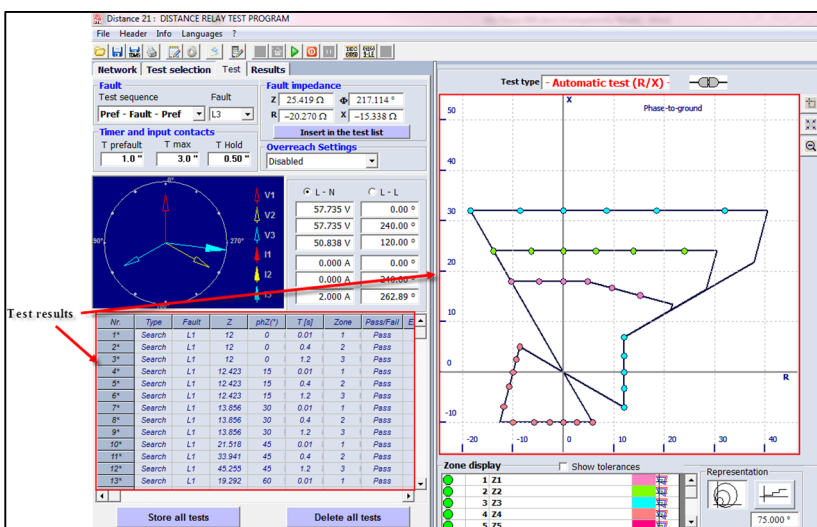 Distance 21 : DISTANCE RELAY TEST PROGRAM
File Header Info Languages ?
Network Test selection Test Results
Fault
Test sequence Fault
Pref - Fault - Pref L3
Timer and input contacts
T prefault T max T Hold
1.0 " 3.0 " 0.50 "
Fault impedance
Z 25.419 Ω Φ 217.114 °
R -20.270 Ω X -15.338 Ω
Insert in the test list
Overreach Settings
Disabled
0°
90°
270°
V1
V2
V3
I1
I2
L - N L - L
57.735 V 0.00 °
57.735 V 240.00 °
50.838 V 120.00 °
0.000 A 0.00 °
0.000 A
2.000 A 262.89 °
Test results
Nr. Type Fault Z phZ(°) T [s] Zone Pass/Fail E
1* Search L1 12 0 0.01 1 Pass
2* Search L1 12 0 0.4 2 Pass
3* Search L1 12 0 1.2 3 Pass
4* Search L1 12.423 15 0.01 1 Pass
5* Search L1 12.423 15 0.4 2 Pass
6* Search L1 12.423 15 1.2 3 Pass
7* Search L1 13.856 30 0.01 1 Pass
8* Search L1 13.856 30 0.4 2 Pass
9* Search L1 13.856 30 1.2 3 Pass
10* Search L1 21.518 45 0.01 1 Pass
11* Search L1 33.941 45 0.4 2 Pass
12* Search L1 45.255 45 1.2 3 Pass
13* Search L1 19.292 60 0.01 1 Pass
Store all tests Delete all tests
Test type - Automatic test (R/X) -
X
Phase-to-ground
50
40
30
20
10
0
-10
R
-20 -10 0 10 20 30 40
Zone display Show tolerances
1 Z1
2 Z2
3 Z3
4 Z4
5 Z5
Representation
75.000 °